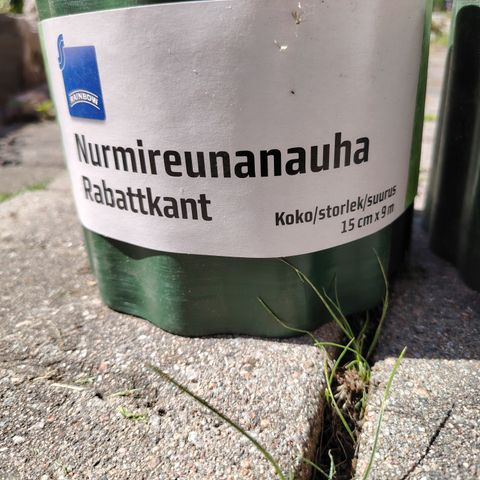 RAINBOW
Nurmireunanauha
Rabattkant
Koko/storlek/suurus
15 cm x 9 m